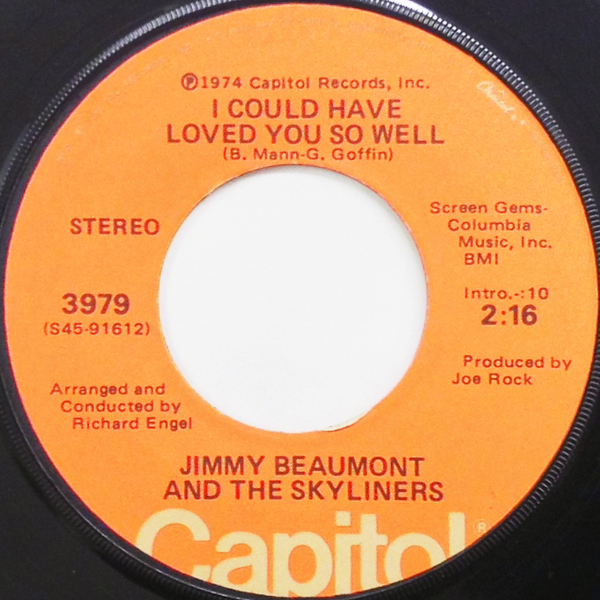 ℗1974 Capitol Records, Inc.
I COULD HAVE
LOVED YOU SO WELL
(B. Mann-G. Goffin)
STEREO
3979
(S45-91612)
Arranged and
Conducted by
Richard Engel
Screen Gems-
Columbia
Music, Inc.
BMI
Intro.-:10
2:16
Produced by
Joe Rock
JIMMY BEAUMONT
AND THE SKYLINERS
Capitol®
Capitol